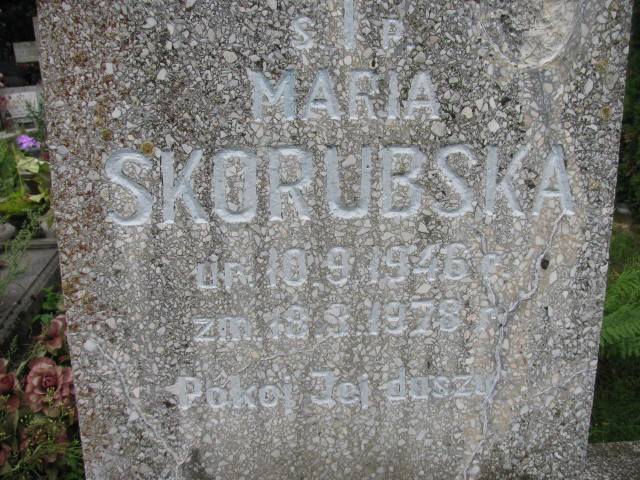 Ś. P.
MARIA
SKORUBSKA
ur. 10.9.1946 r.
zm. 18.3.1978 r.
Pokój Jej duszy